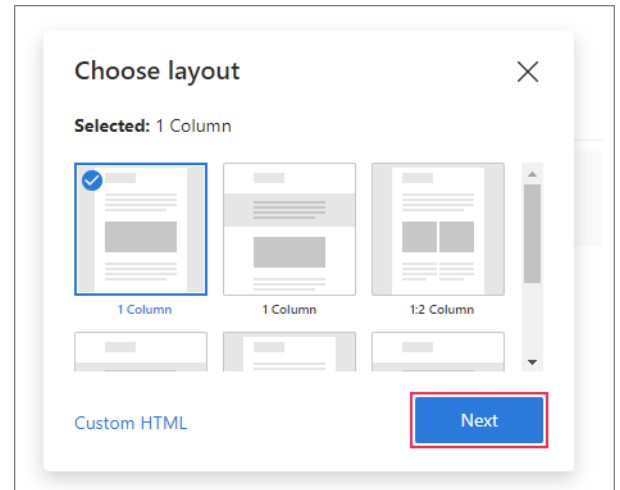 Choose layout
Selected: 1 Column
1 Column
1 Column
1:2 Column
Custom HTML
Next